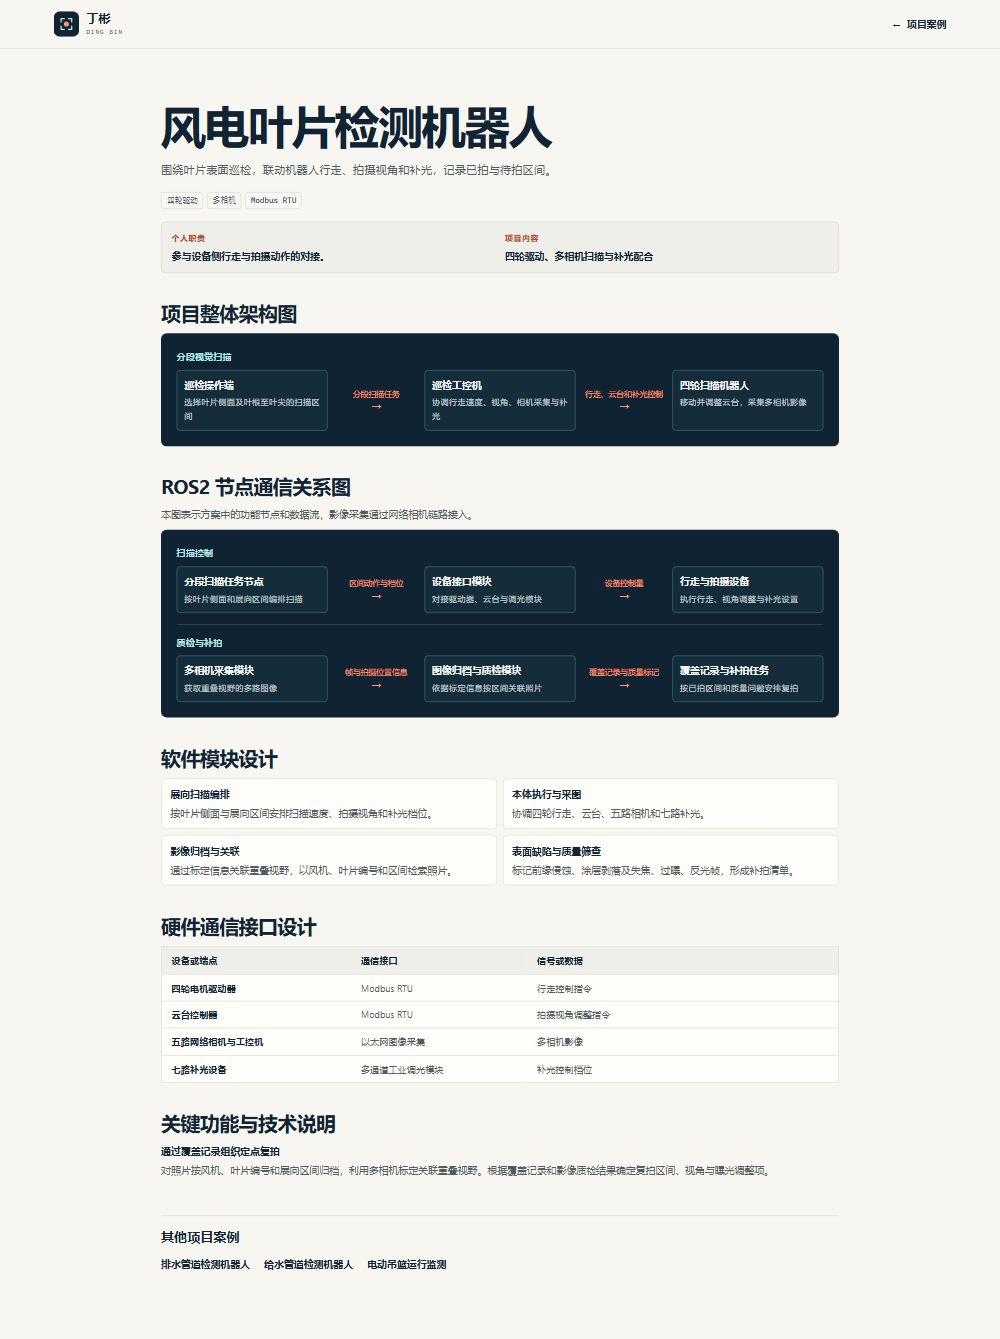 丁彬
DING BIN
← 项目案例
风电叶片检测机器人
围绕叶片表面巡检，联动机器人行走、拍摄视角和补光，记录已拍与待拍区间。
四轮驱动 多相机 Modbus RTU
个人职责
参与设备侧行走与拍摄动作的对接。
项目内容
四轮驱动、多相机扫描与补光配合
项目整体架构图
分段视觉扫描
巡检操作端
选择叶片侧面及叶根至叶尖的扫描区
间
分段扫描任务
→
巡检工控机
协调行走速度、视角、相机采集与补
光
行走、云台和补光控制
→
四轮扫描机器人
移动并调整云台，采集多相机影像
ROS2 节点通信关系图
本图表示方案中的功能节点和数据流，影像采集通过网络相机链路接入。
扫描控制
分段扫描任务节点
按叶片侧面和展向区间编排扫描
区间动作与档位
→
设备接口模块
对接驱动器、云台与调光模块
设备控制量
→
行走与拍摄设备
执行行走、视角调整与补光设置
质检与补拍
多相机采集模块
获取重叠视野的多路图像
帧与拍摄位置信息
→
图像归档与质检模块
依据标定信息按区间关联照片
覆盖记录与质量标记
→
覆盖记录与补拍任务
按已拍区间和质量问题安排复拍
软件模块设计
展向扫描编排
按叶片侧面与展向区间安排扫描速度、拍摄视角和补光档位。
本体执行与采图
协调四轮行走、云台、五路相机和七路补光。
影像归档与关联
通过标定信息关联重叠视野，以风机、叶片编号和区间检索照片。
表面缺陷与质量筛查
标记前缘侵蚀、涂层剥落及失焦、过曝、反光帧，形成补拍清单。
硬件通信接口设计
设备或端点 通信接口 信号或数据
四轮电机驱动器 Modbus RTU 行走控制指令
云台控制器 Modbus RTU 拍摄视角调整指令
五路网络相机与工控机 以太网图像采集 多相机影像
七路补光设备 多通道工业调光模块 补光控制档位
关键功能与技术说明
通过覆盖记录组织定点复拍
对照片按风机、叶片编号和展向区间归档，利用多相机标定关联重叠视野。根据覆盖记录和影像质检结果确定复拍区间、视角与曝光调整项。
其他项目案例
排水管道检测机器人 给水管道检测机器人 电动吊篮运行监测